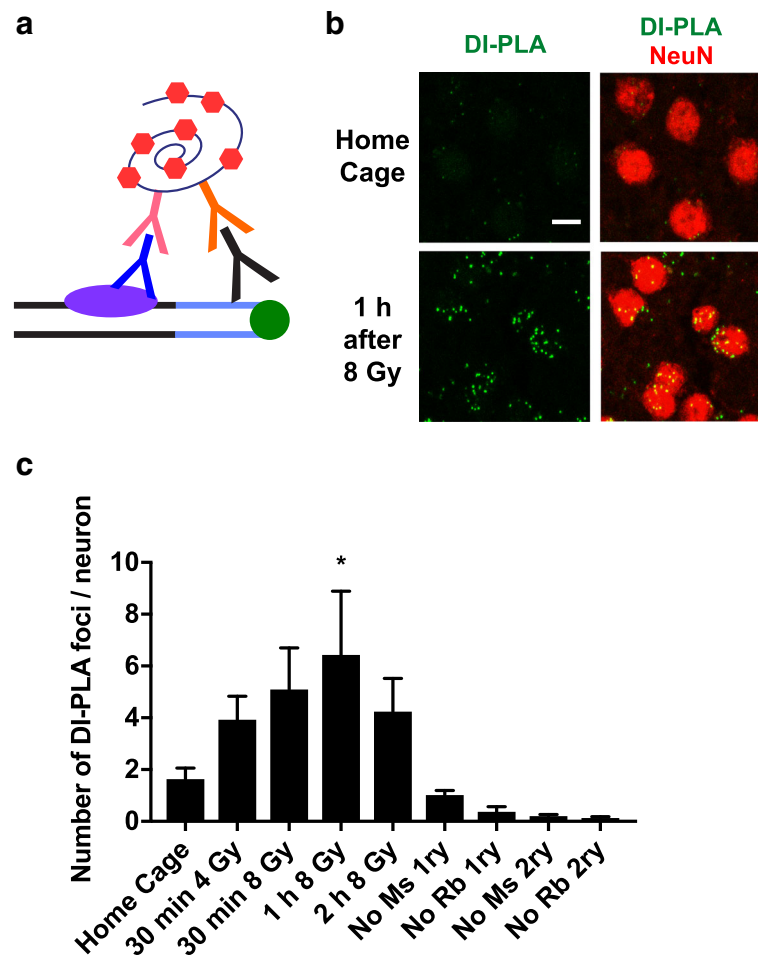 a
b
DI-PLA
DI-PLA
NeuN
Home
Cage
1 h
after
8 Gy
c
Number of DI-PLA foci / neuron
10
8
6
4
2
0
*
Home Cage
30 min 4 Gy
30 min 8 Gy
1 h 8 Gy
2 h 8 Gy
No Ms 1ry
No Rb 1ry
No Ms 2ry
No Rb 2ry